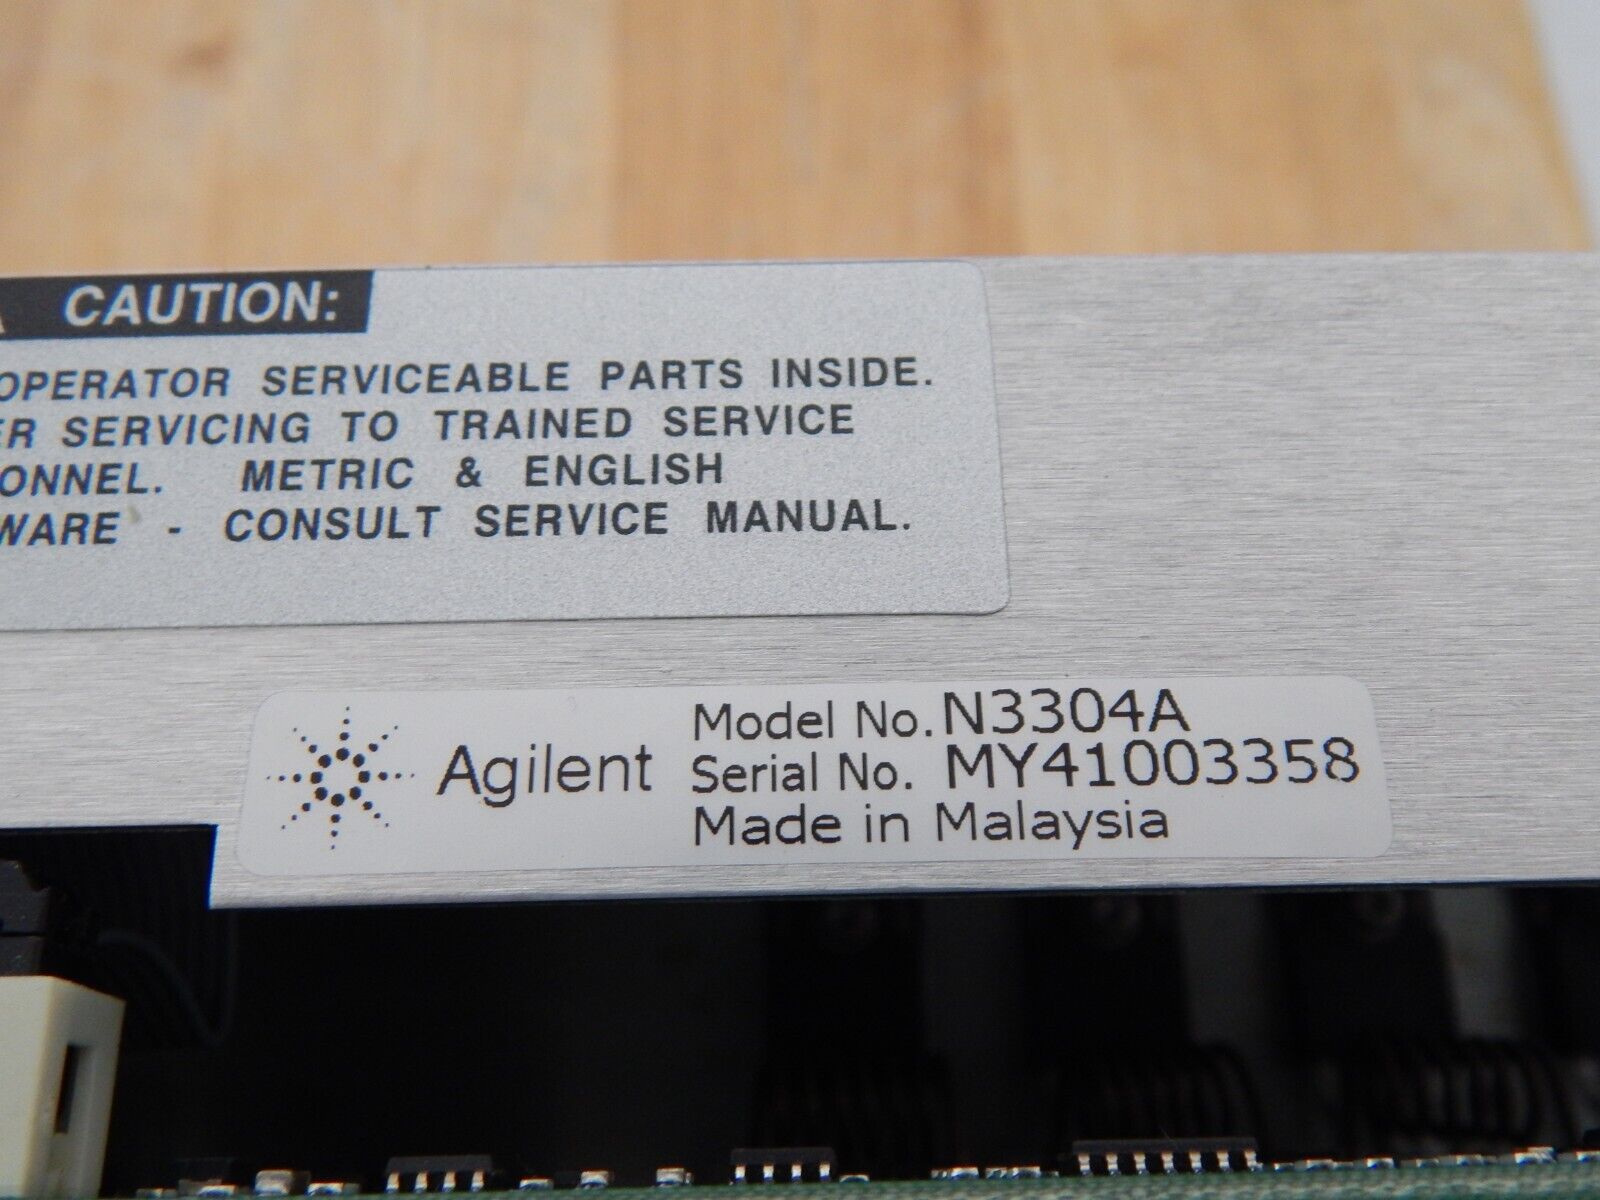 CAUTION:
OPERATOR SERVICEABLE PARTS INSIDE.
ER SERVICING TO TRAINED SERVICE
ONNEL. METRIC & ENGLISH
WARE - CONSULT SERVICE MANUAL.
Agilent
Model No. N3304A
Serial No. MY41003358
Made in Malaysia